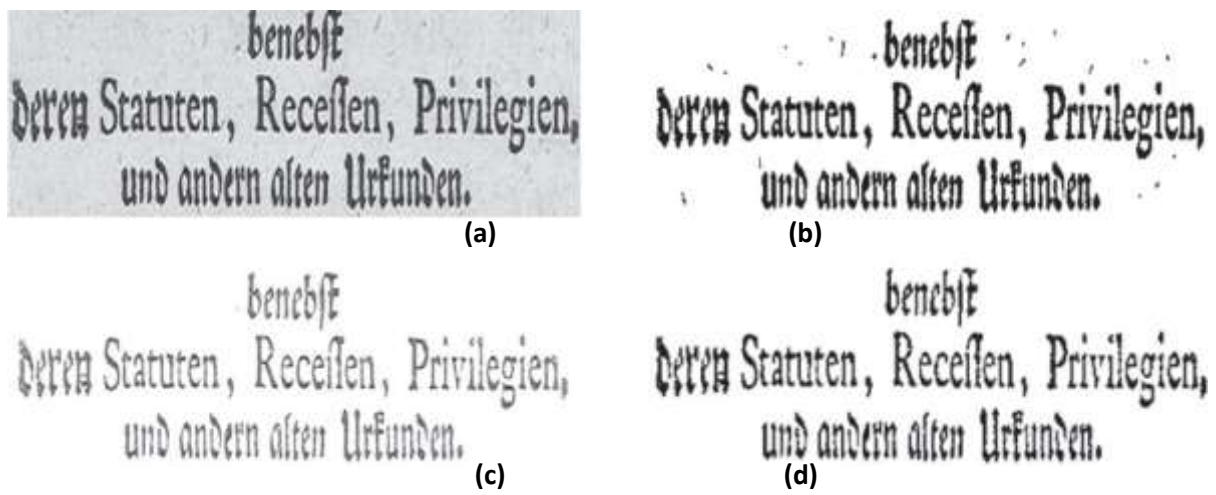 benebſt
deren Statuten, Receſſen, Privilegien,
und andern alten Urkunden.
(a)
benebſt
deren Statuten, Receſſen, Privilegien,
und andern alten Urkunden.
(b)
benebſt
deren Statuten, Receſſen, Privilegien,
und andern alten Urkunden.
(c)
benebſt
deren Statuten, Receſſen, Privilegien,
und andern alten Urkunden.
(d)